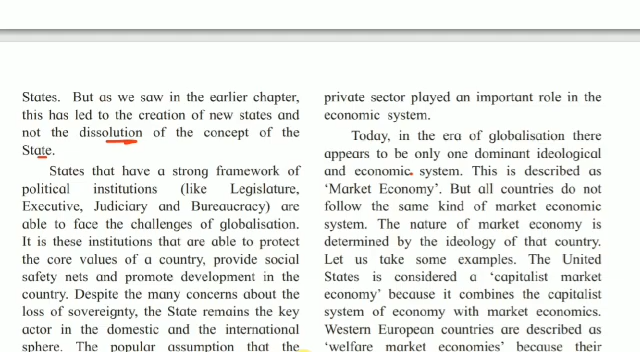 States. But as we saw in the earlier chapter,
this has led to the creation of new states and
not the dissolution of the concept of the
State.
States that have a strong framework of
political institutions (like Legislature,
Executive, Judiciary and Bureaucracy) are
able to face the challenges of globalisation.
It is these institutions that are able to protect
the core values of a country, provide social
safety nets and promote development in the
country. Despite the many concerns about the
loss of sovereignty, the State remains the key
actor in the domestic and the international
sphere. The popular assumption that the
private sector played an important role in the
economic system.
Today, in the era of globalisation there
appears to be only one dominant ideological
and economic system. This is described as
‘Market Economy’. But all countries do not
follow the same kind of market economic
system. The nature of market economy is
determined by the ideology of that country.
Let us take some examples. The United
States is considered a ‘capitalist market
economy’ because it combines the capitalist
system of economy with market economics.
Western European countries are described as
‘welfare market economies’ because their